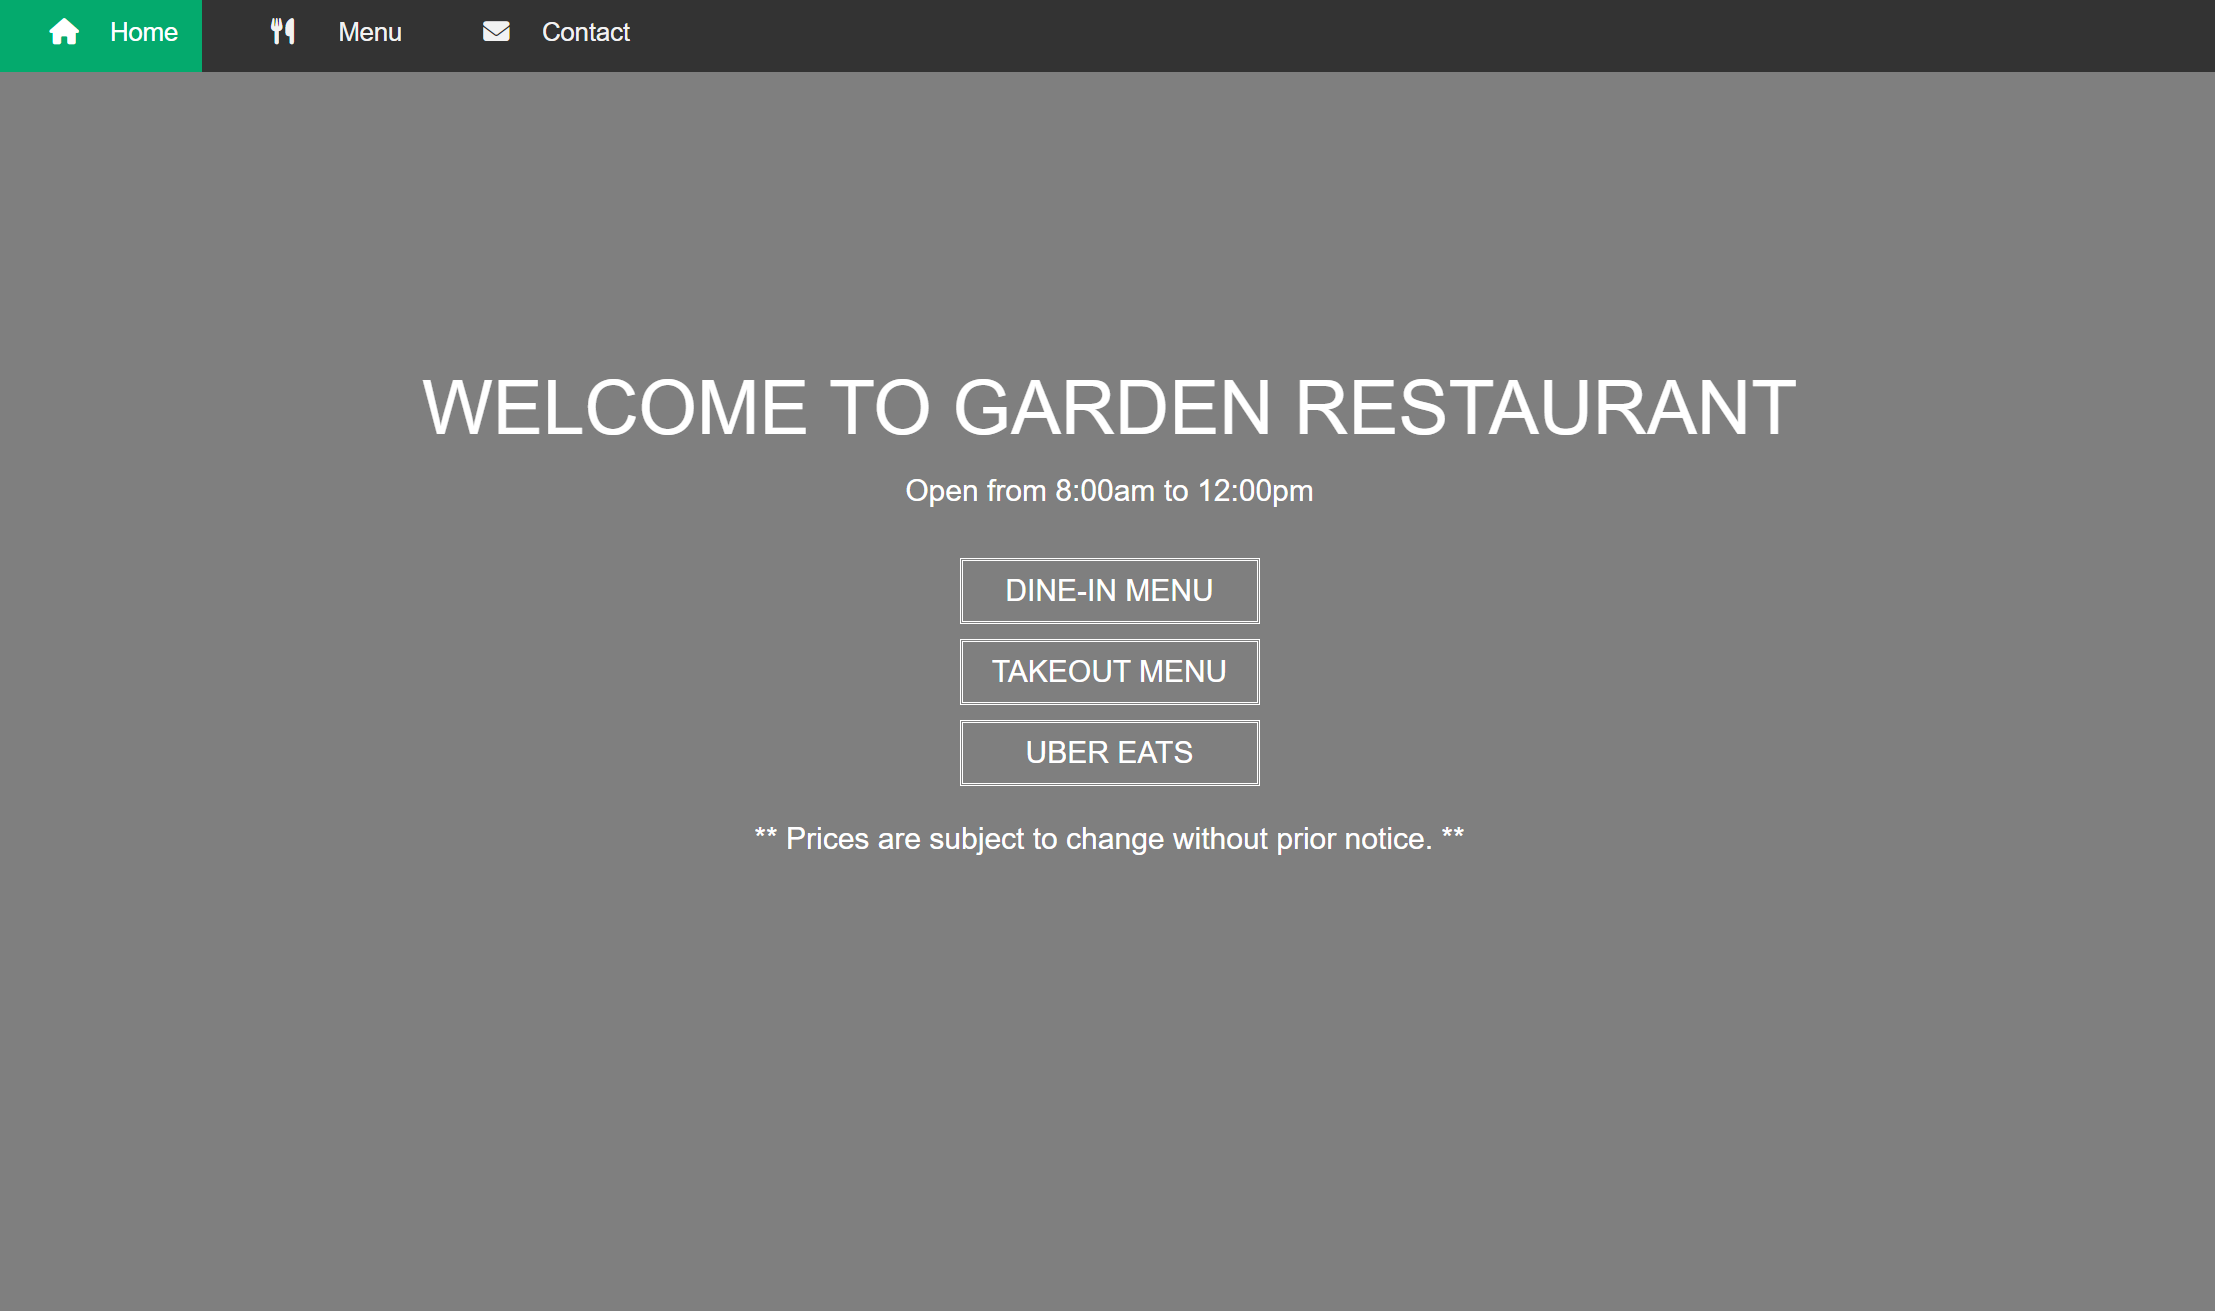 Home Menu Contact
WELCOME TO GARDEN RESTAURANT
Open from 8:00am to 12:00pm
DINE-IN MENU
TAKEOUT MENU
UBER EATS
** Prices are subject to change without prior notice. **